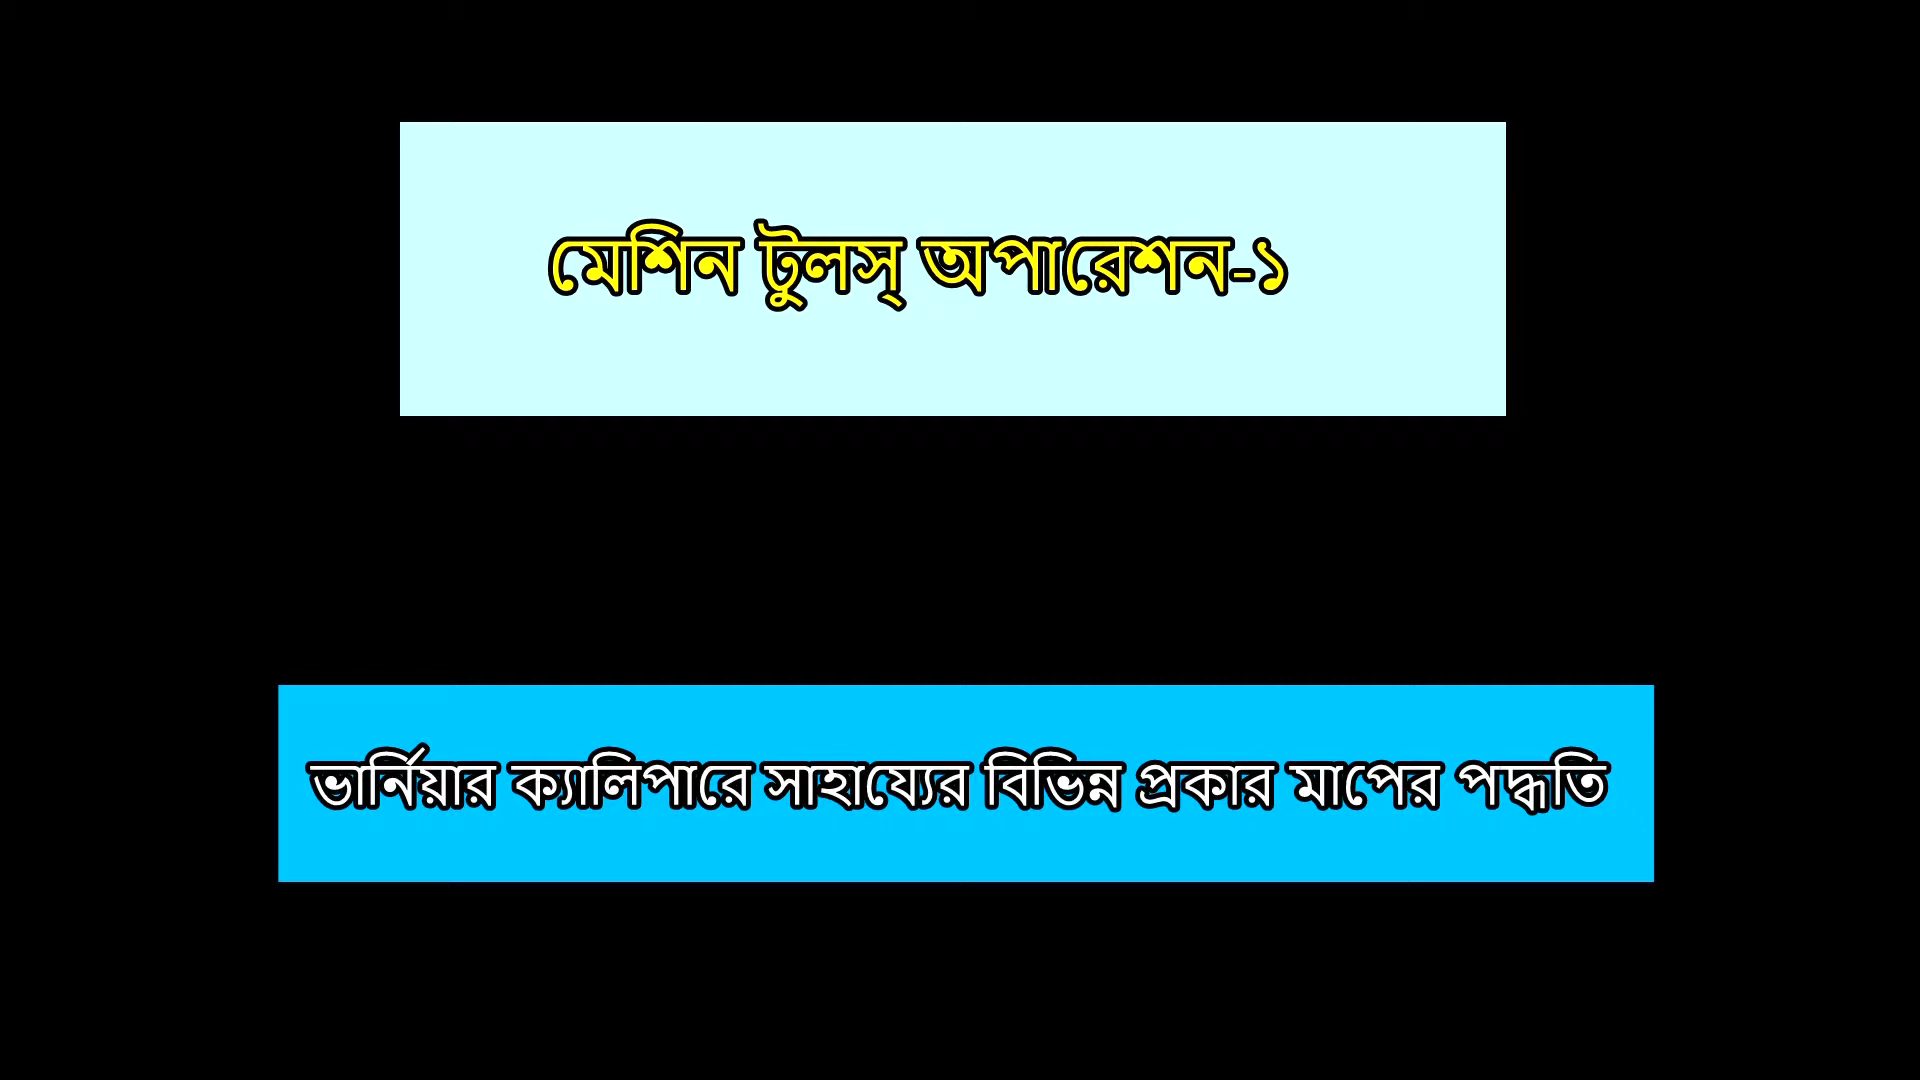 মেশিন টুলস্ অপারেশন-১
ভার্নিয়ার ক্যালিপারে সাহায্যের বিভিন্ন প্রকার মাপের পদ্ধতি